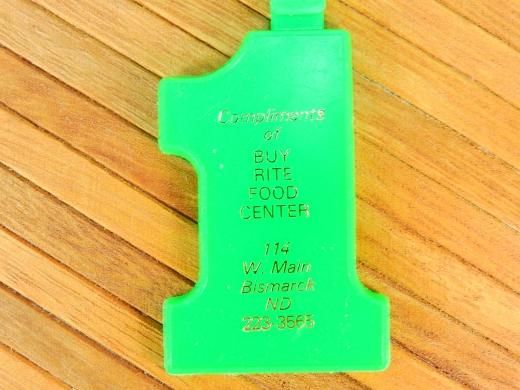 Compliments
of
BUY
RITE
FOOD
CENTER
114
W. Main
Bismarck
ND
223-3565